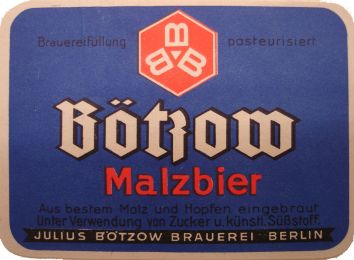 B M B
Brauereifüllung pasteurisiert
Bötzow
Malzbier
Aus bestem Malz und Hopfen eingebraut
Unter Verwendung von Zucker u. künstl. Süßstoff.
JULIUS BÖTZOW BRAUEREI BERLIN